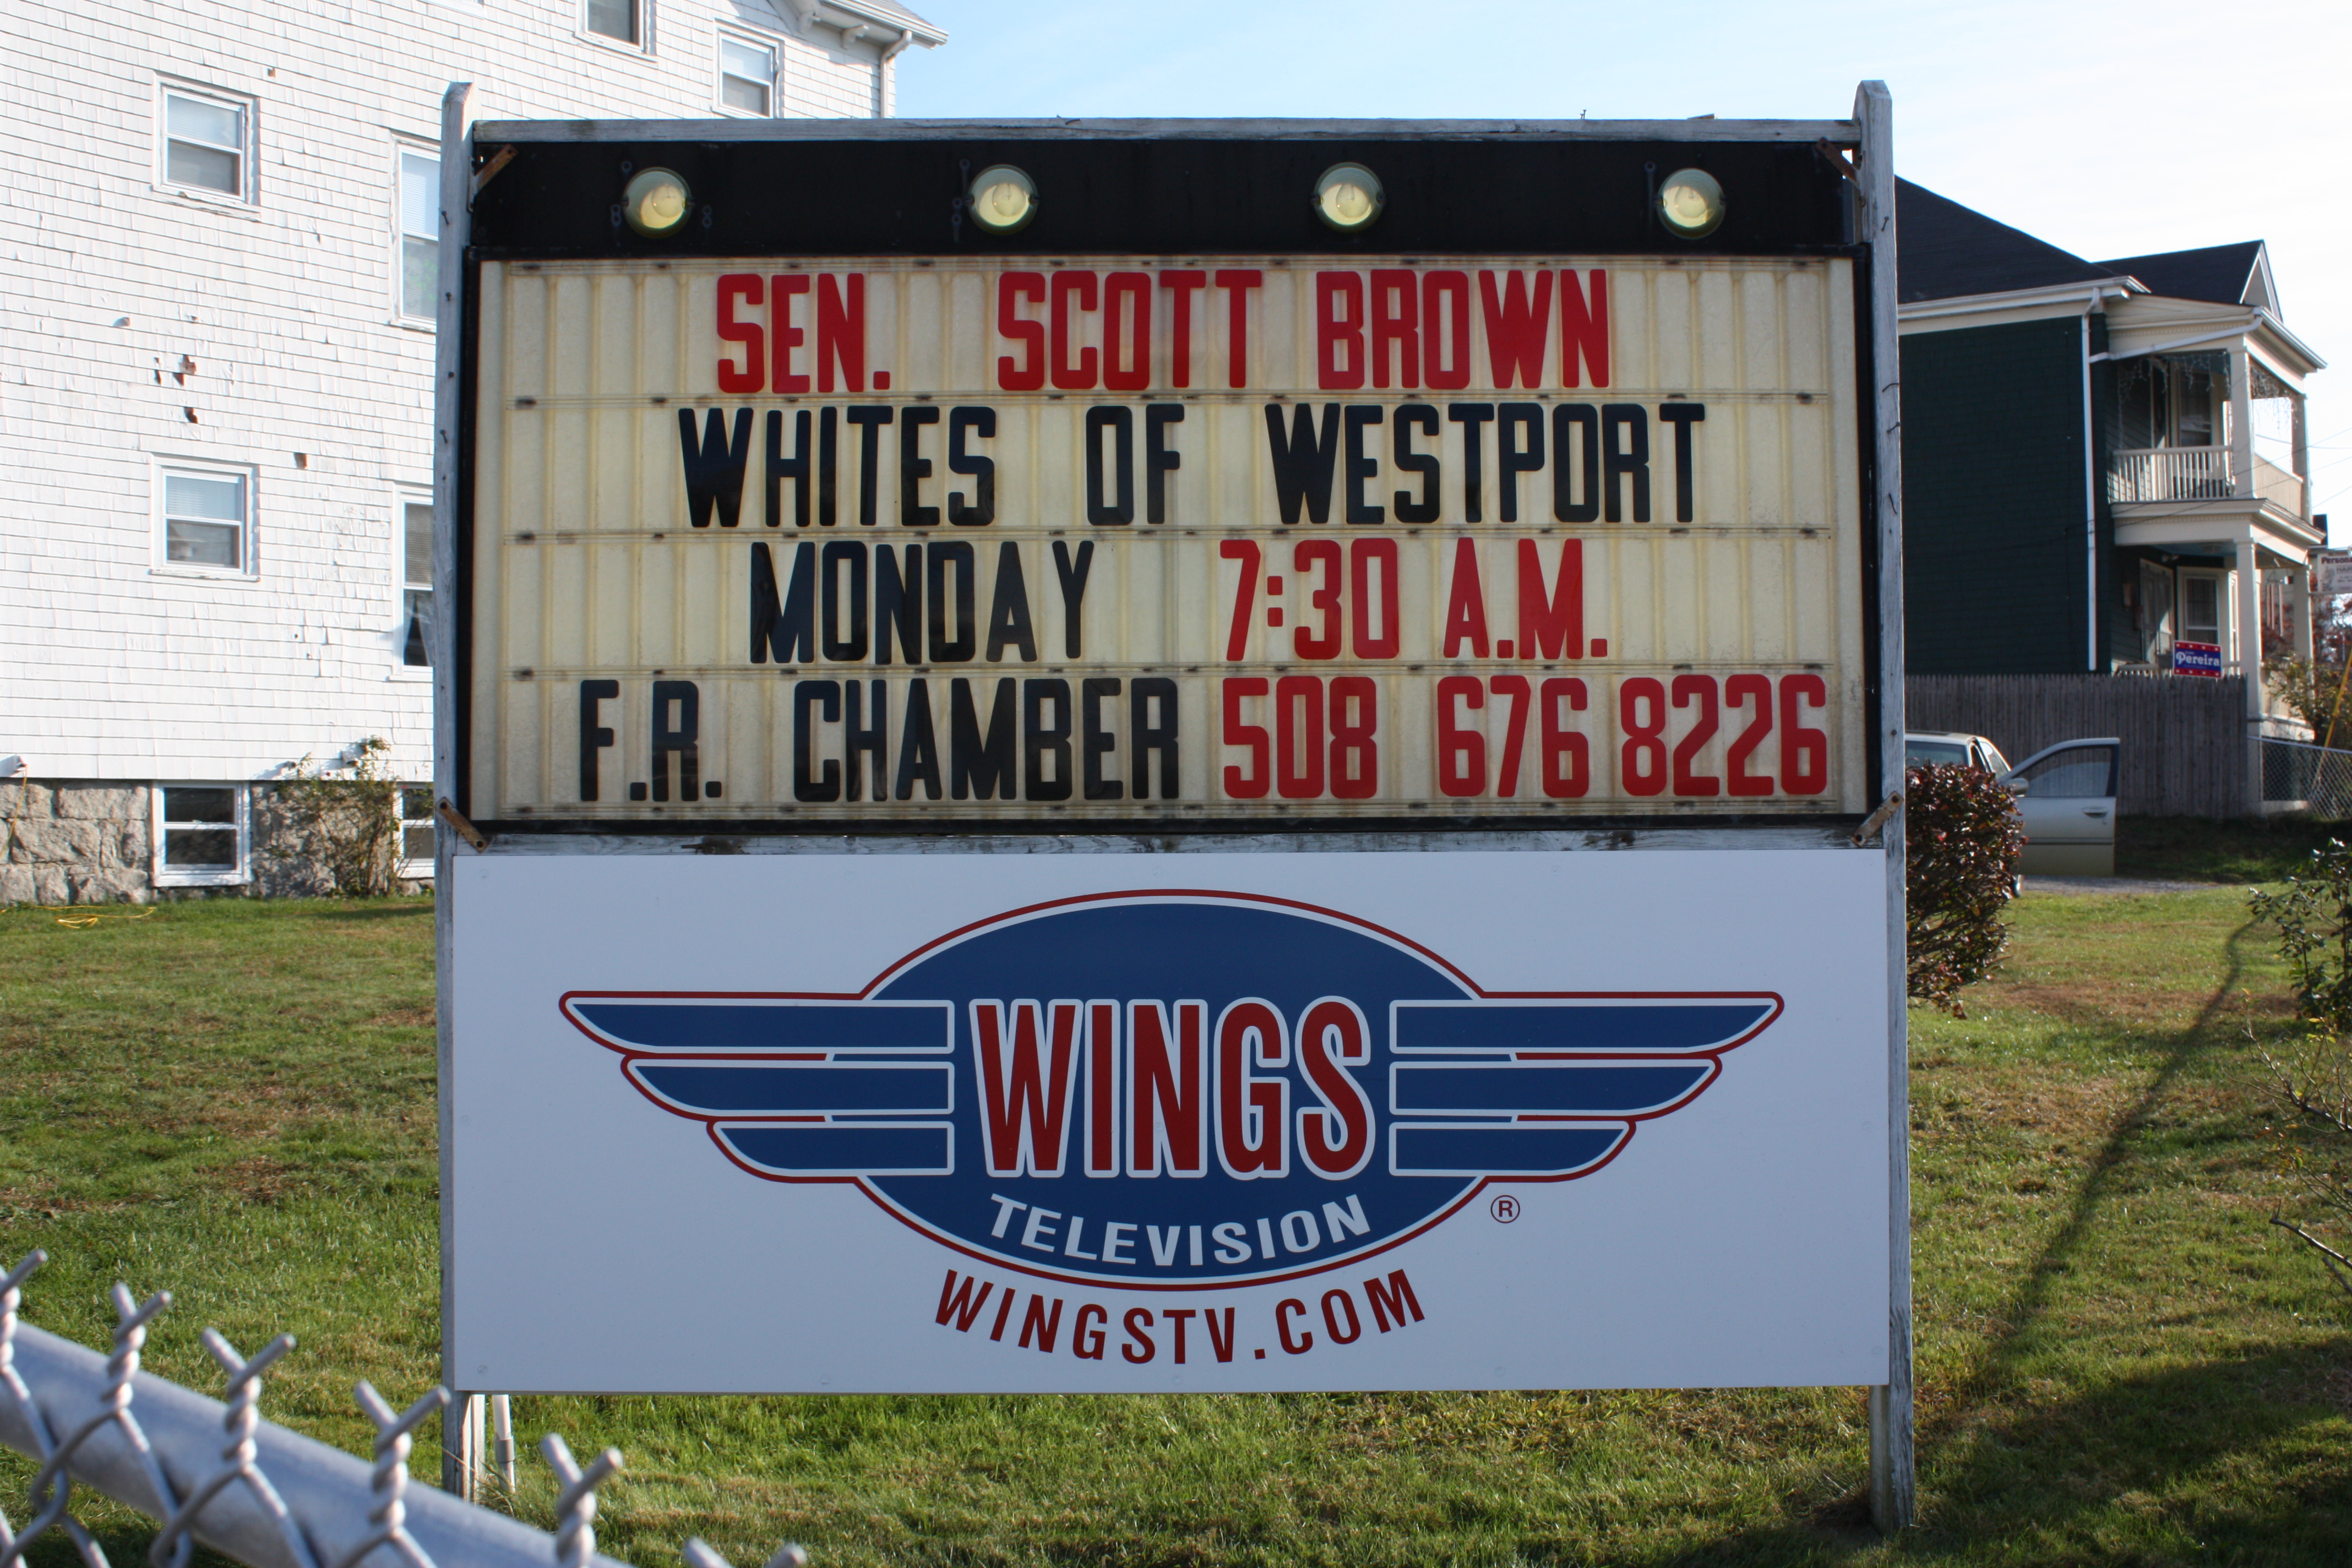 SEN. SCOTT BROWN
WHITES OF WESTPORT
MONDAY 7:30 A.M.
F.R. CHAMBER 508 676 8226
WINGS
TELEVISION
®
WINGSTV.COM
Pereira